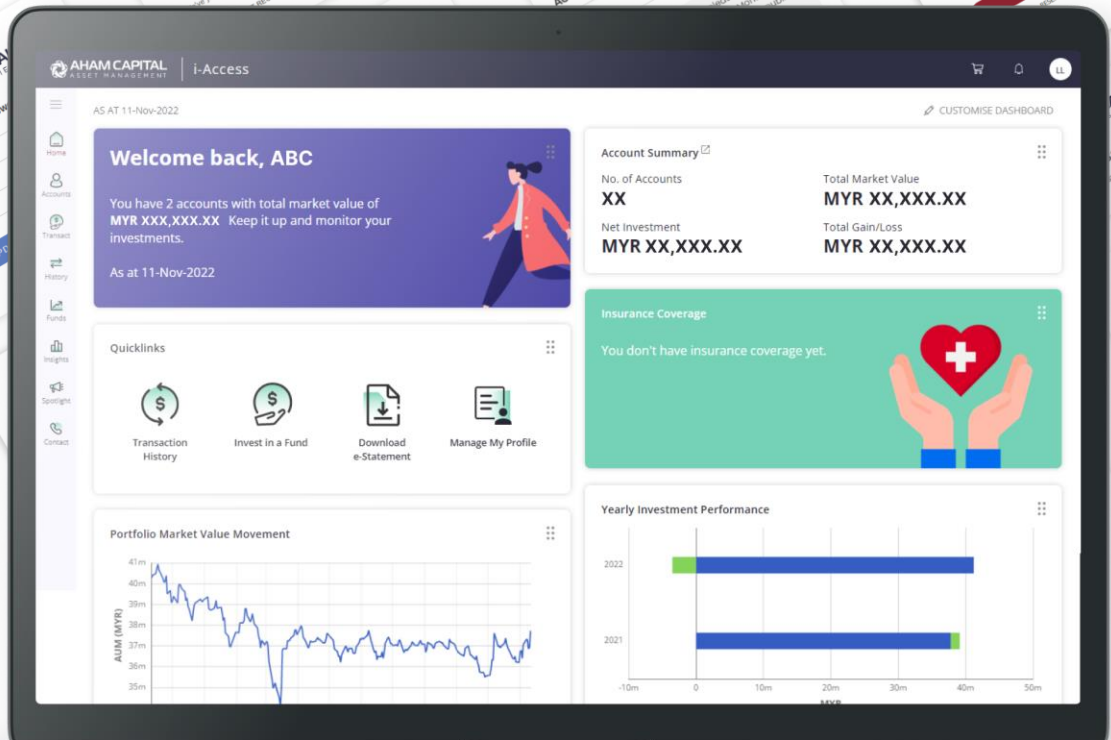 AHAM CAPITAL
ASSET MANAGEMENT
i-Access
LL
AS AT 11-Nov-2022
CUSTOMISE DASHBOARD
Home
Accounts
Transact
History
Funds
Insights
Spotlight
Contact
Welcome back, ABC
You have 2 accounts with total market value of
MYR XXX,XXX.XX Keep it up and monitor your
investments.
As at 11-Nov-2022
Account Summary
No. of Accounts
XX
Total Market Value
MYR XX,XXX.XX
Net Investment
MYR XX,XXX.XX
Total Gain/Loss
MYR XX,XXX.XX
Insurance Coverage
You don't have insurance coverage yet.
Quicklinks
Transaction
History
Invest in a Fund
Download
e-Statement
Manage My Profile
Portfolio Market Value Movement
AUM (MYR)
41m
40m
39m
38m
37m
36m
35m
Yearly Investment Performance
2022
2021
-10m
0
10m
20m
30m
40m
50m
MYR